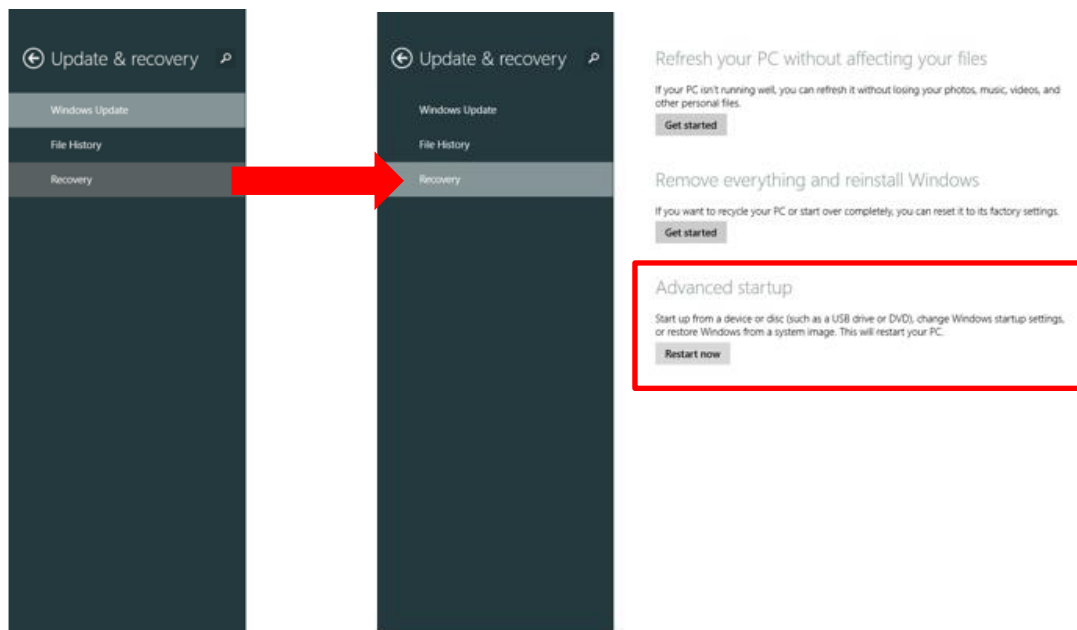 Update & recovery
Windows Update
File History
Recovery
Update & recovery
Windows Update
File History
Recovery
Refresh your PC without affecting your files
If your PC isn't running well, you can refresh it without losing your photos, music, videos, and
other personal files.
Get started
Remove everything and reinstall Windows
If you want to recycle your PC or start over completely, you can reset it to its factory settings.
Get started
Advanced startup
Start up from a device or disc (such as a USB drive or DVD), change Windows startup settings,
or restore Windows from a system image. This will restart your PC.
Restart now